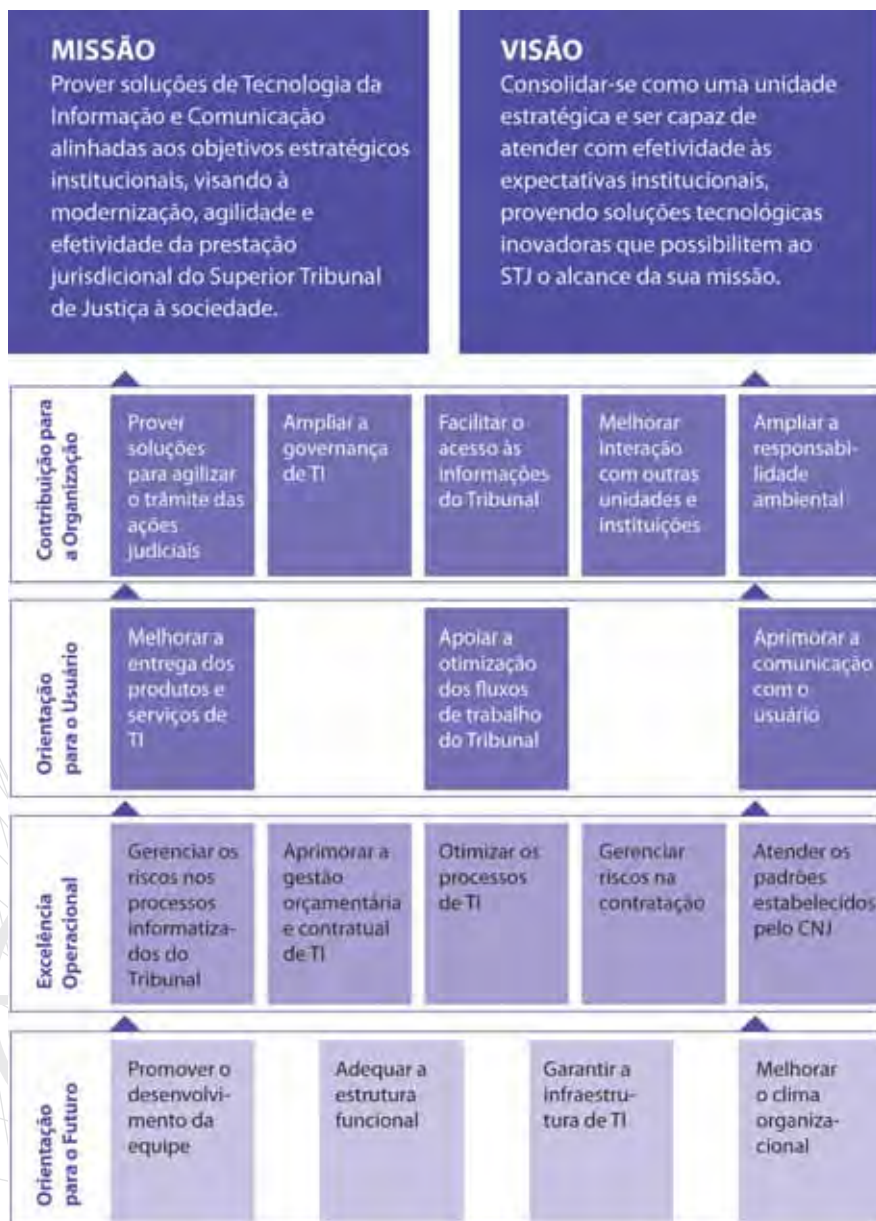 MISSÃO
Prover soluções de Tecnologia da
Informação e Comunicação
alinhadas aos objetivos estratégicos
institucionais, visando à
modernização, agilidade e
efetividade da prestação
jurisdicional do Superior Tribunal
de Justiça à sociedade.
VISÃO
Consolidar-se como uma unidade
estratégica e ser capaz de
atender com efetividade às
expectativas institucionais,
provendo soluções tecnológicas
inovadoras que possibilitem ao
STJ o alcance da sua missão.
Contribuição para
a Organização
Prover
soluções
para agilizar
o trâmite das
ações
judiciais
Ampliar a
governança
de TI
Facilitar o
acesso às
informações
do Tribunal
Melhorar
interação
com outras
unidades e
instituições
Ampliar a
responsabi-
lidade
ambiental
Orientação
para o Usuário
Melhorar a
entrega dos
produtos e
serviços de
TI
Apoiar a
otimização
dos fluxos
de trabalho
do Tribunal
Aprimorar a
comunicação
com o
usuário
Excelência
Operacional
Gerenciar os
riscos nos
processos
informatiza-
dos do
Tribunal
Aprimorar a
gestão
orçamentária
e contratual
de TI
Otimizar os
processos
de TI
Gerenciar
riscos na
contratação
Atender os
padrões
estabelecidos
pelo CNJ
Orientação
para o Futuro
Promover o
desenvolvi-
mento da
equipe
Adequar a
estrutura
funcional
Garantir a
infraestru-
tura de TI
Melhorar
o clima
organiza-
cional